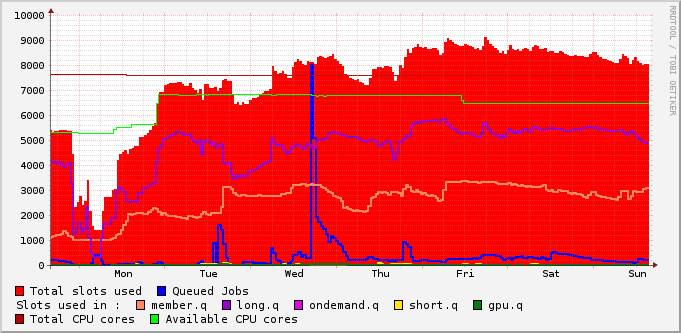 10000
9000
8000
7000
6000
5000
4000
3000
2000
1000
0
Mon Tue Wed Thu Fri Sat Sun
RRDTOOL / TOBI OETIKER
Total slots used Queued Jobs
Slots used in : member.q long.q ondemand.q short.q gpu.q
Total CPU cores Available CPU cores